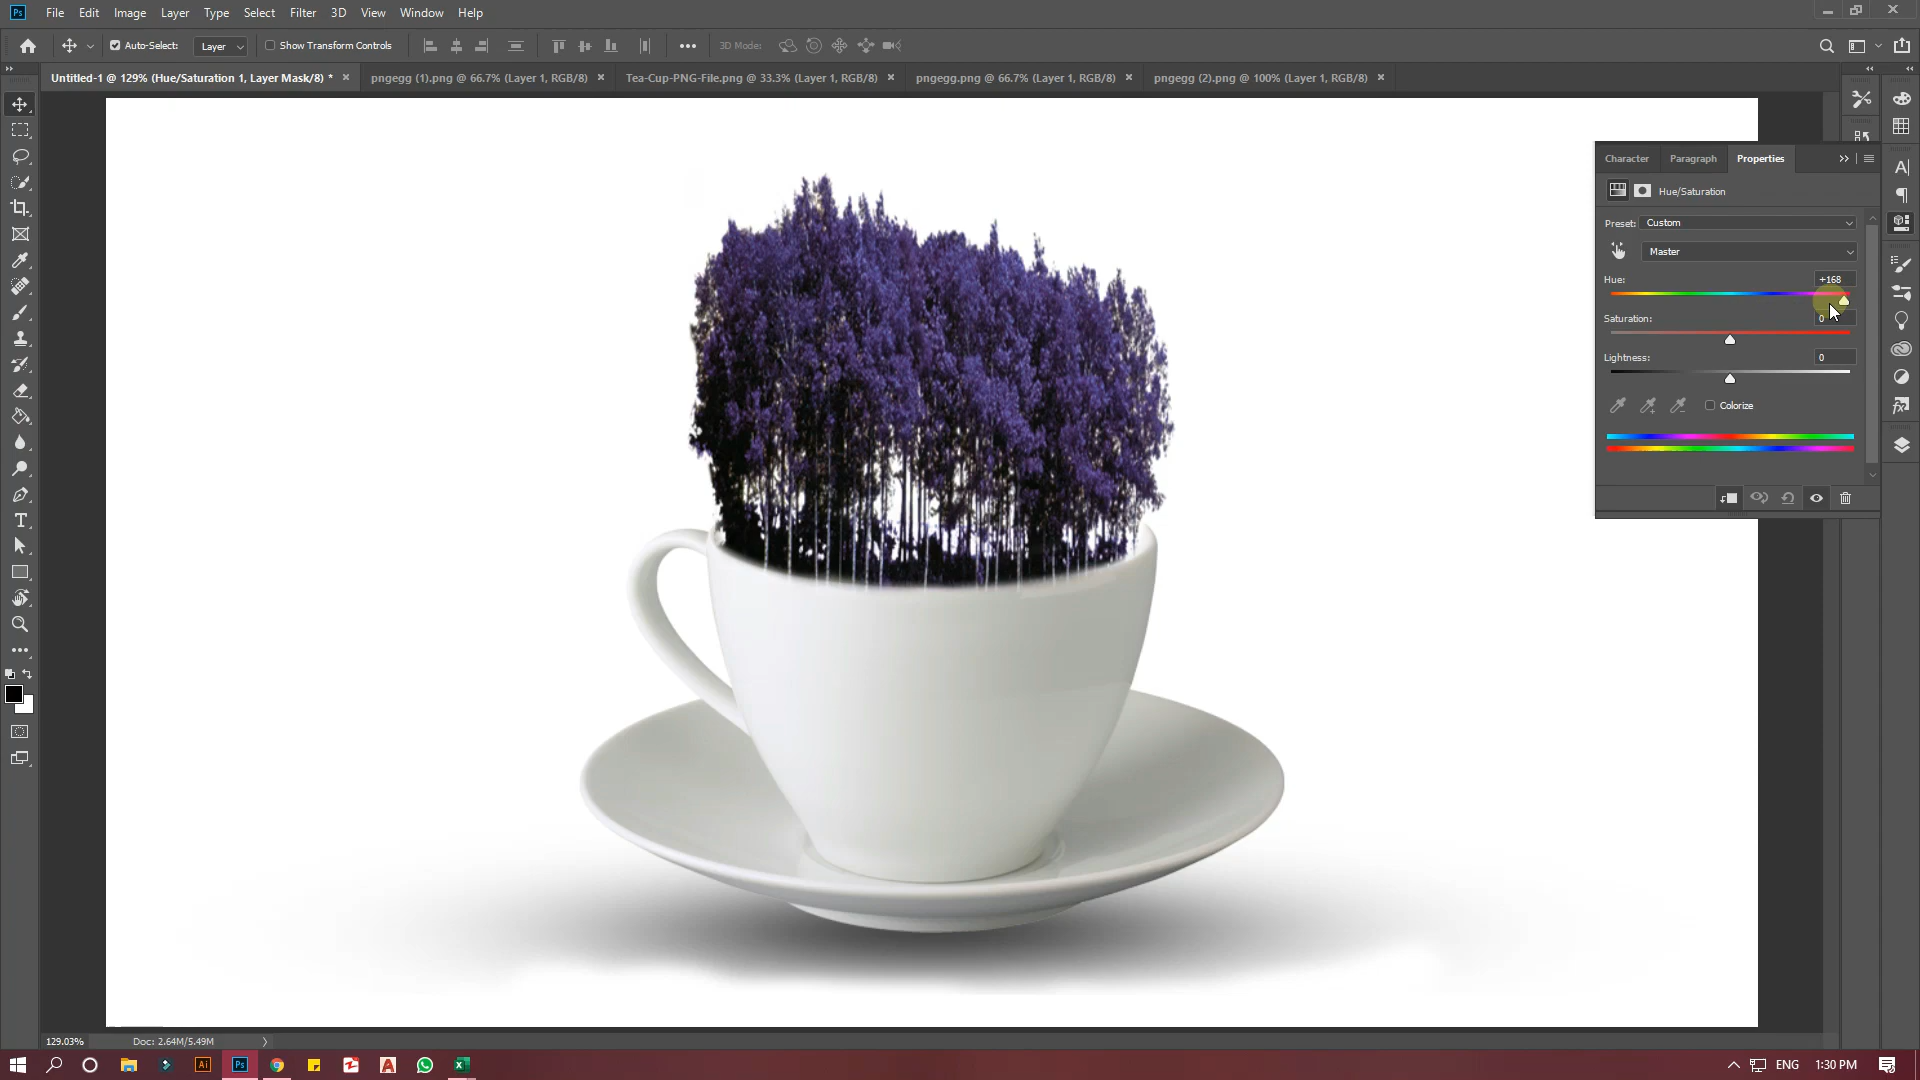 Ps File Edit Image Layer Type Select Filter 3D View Window Help
Auto-Select: Layer Show Transform Controls 3D Mode:
Untitled-1 @ 129% (Hue/Saturation 1, Layer Mask/8) * × pngegg (1).png @ 66.7% (Layer 1, RGB/8) × Tea-Cup-PNG-File.png @ 33.3% (Layer 1, RGB/8) × pngegg.png @ 66.7% (Layer 1, RGB/8) × pngegg (2).png @ 100% (Layer 1, RGB/8) ×
Character Paragraph Properties
Hue/Saturation
Preset: Custom
Master
Hue: +168
Saturation: 0
Lightness: 0
Colorize
129.03% Doc: 2.64M/5.49M
Ai Ps ENG 1:30 PM